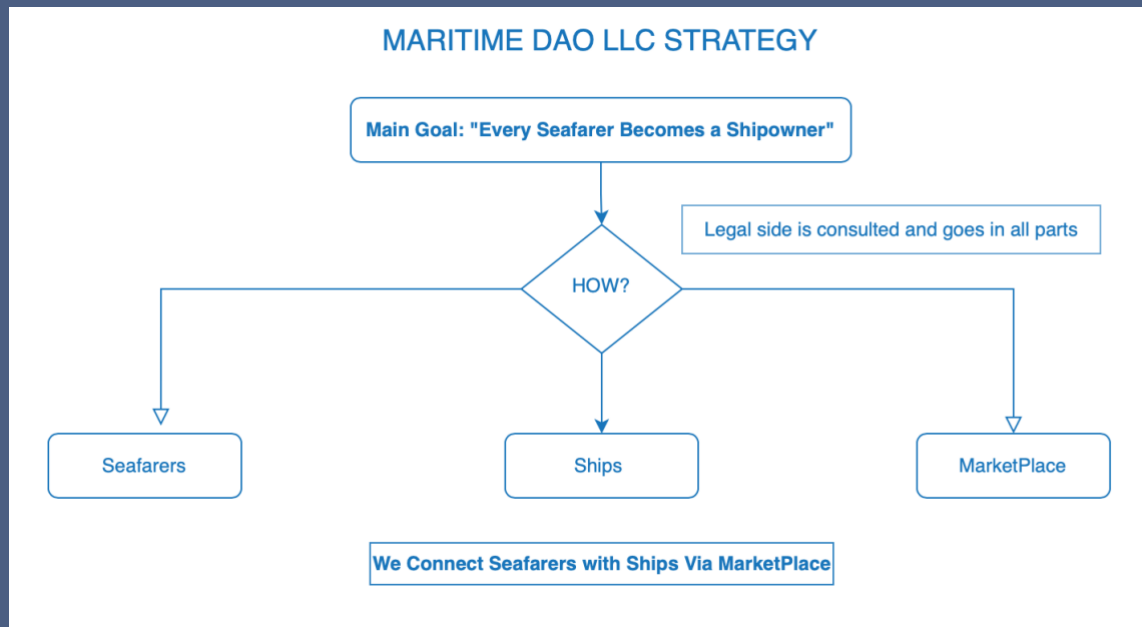 MARITIME DAO LLC STRATEGY
Main Goal: "Every Seafarer Becomes a Shipowner"
Legal side is consulted and goes in all parts
HOW?
Seafarers
Ships
MarketPlace
We Connect Seafarers with Ships Via MarketPlace